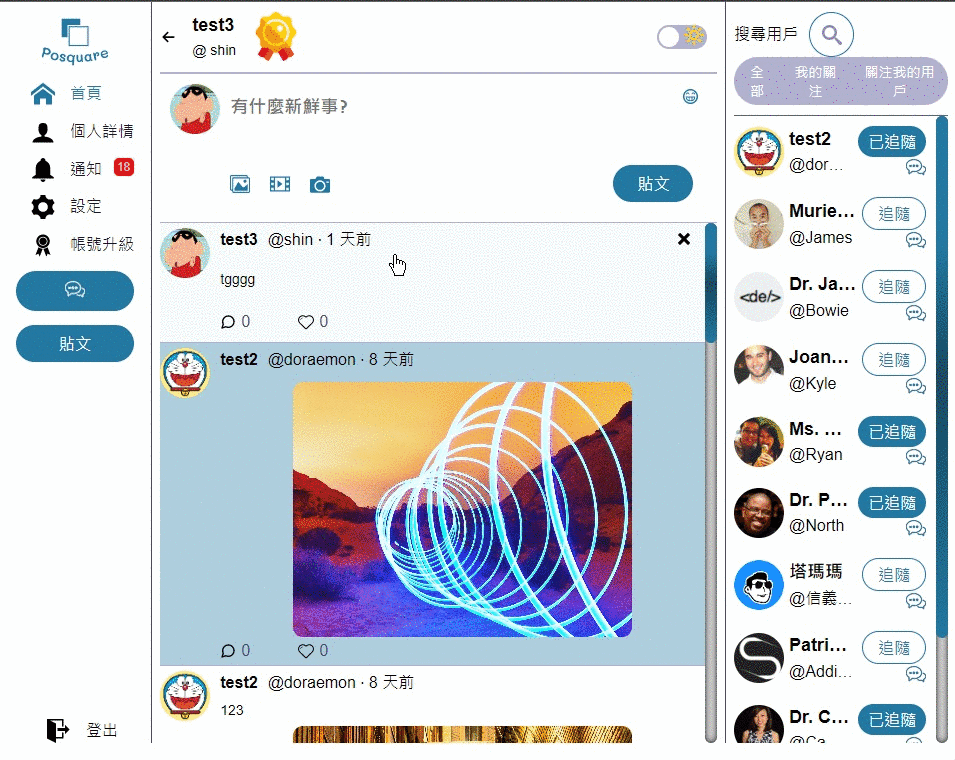 Posquare
首頁
個人詳情
通知 18
設定
帳號升級
貼文
登出
test3
@ shin
有什麼新鮮事?
貼文
test3 @shin · 1 天前
tgggg
0 0
test2 @doraemon · 8 天前
0 0
test2 @doraemon · 8 天前
123
搜尋用戶
全部 我的關注 關注我的用戶
test2 已追隨
@dor...
Murie... 追隨
@James
<de/>
Dr. Ja... 追隨
@Bowie
Joan... 追隨
@Kyle
Ms. ... 已追隨
@Ryan
Dr. P... 已追隨
@North
塔瑪瑪 追隨
@信義...
Patri... 追隨
@Addi...
Dr. C... 已追隨